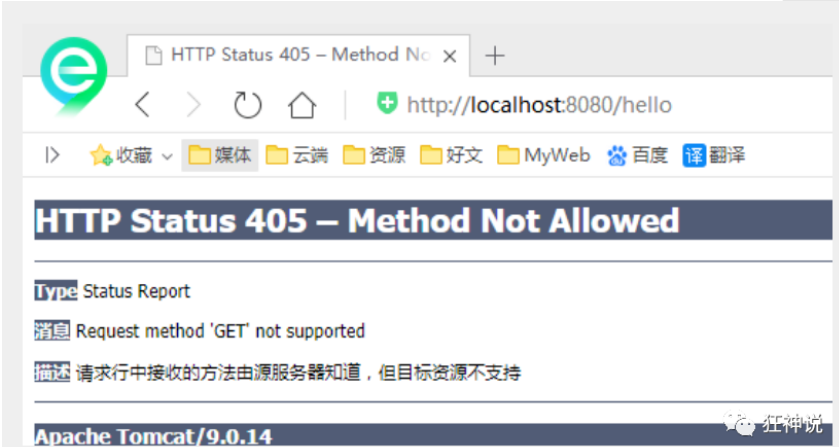 HTTP Status 405 – Method No
http://localhost:8080/hello
收藏 媒体 云端 资源 好文 MyWeb 百度 译 翻译
HTTP Status 405 – Method Not Allowed
Type Status Report
消息 Request method 'GET' not supported
描述 请求行中接收的方法由源服务器知道，但目标资源不支持
Apache Tomcat/9.0.14
狂神说